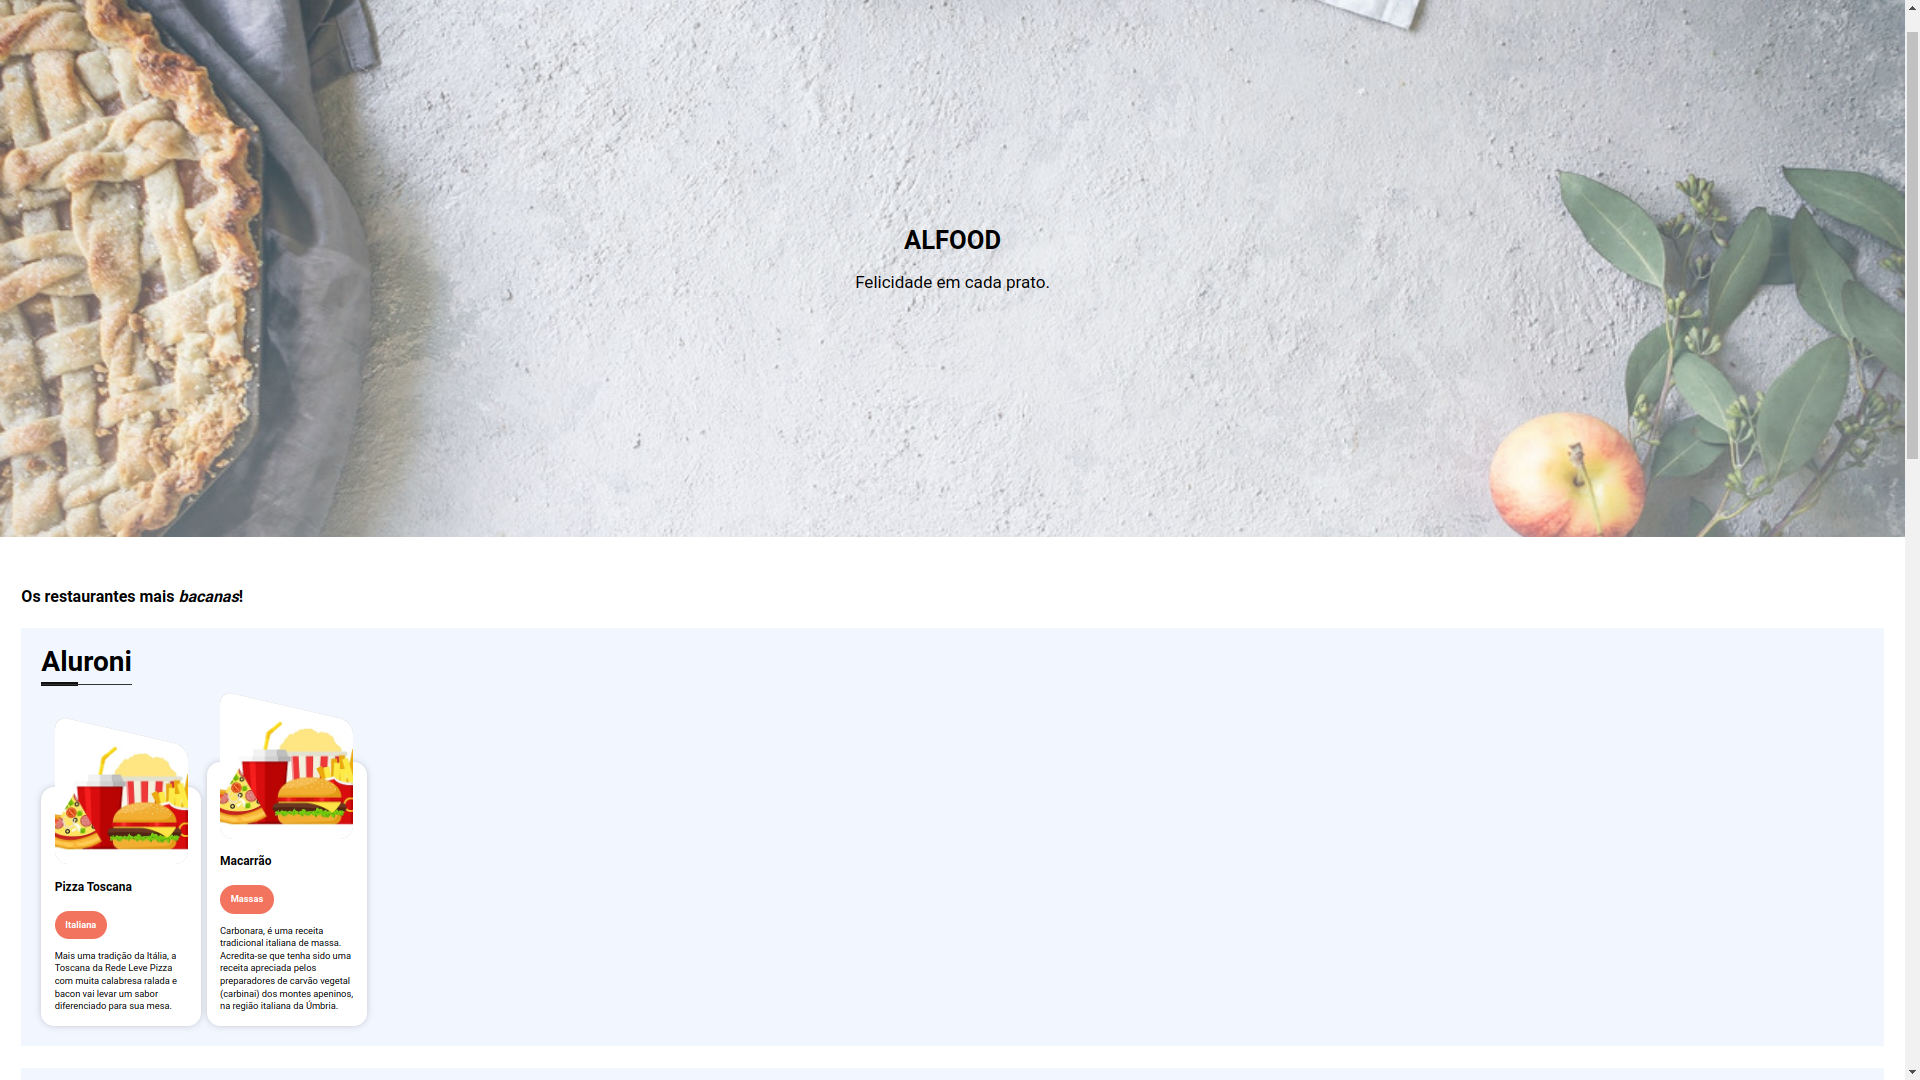 ALFOOD
Felicidade em cada prato.
Os restaurantes mais bacanas!
Aluroni
Pizza Toscana
Italiana
Mais uma tradição da Itália, a
Toscana da Rede Leve Pizza
com muita calabresa ralada e
bacon vai levar um sabor
diferenciado para sua mesa.
Macarrão
Massas
Carbonara, é uma receita
tradicional italiana de massa.
Acredita-se que tenha sido uma
receita apreciada pelos
preparadores de carvão vegetal
(carbinai) dos montes apeninos,
na região italiana da Úmbria.